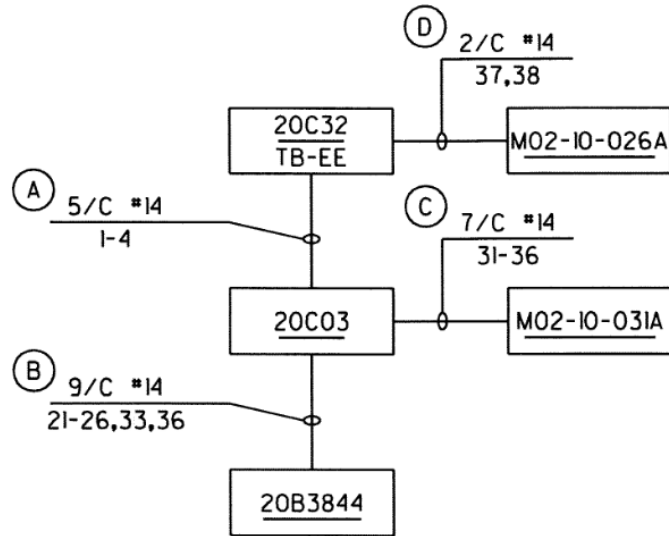 D
2/C #14
37,38
20C32
TB-EE
M02-10-026A
A
5/C #14
1-4
C
7/C #14
31-36
20C03
M02-10-031A
B
9/C #14
21-26,33,36
20B3844